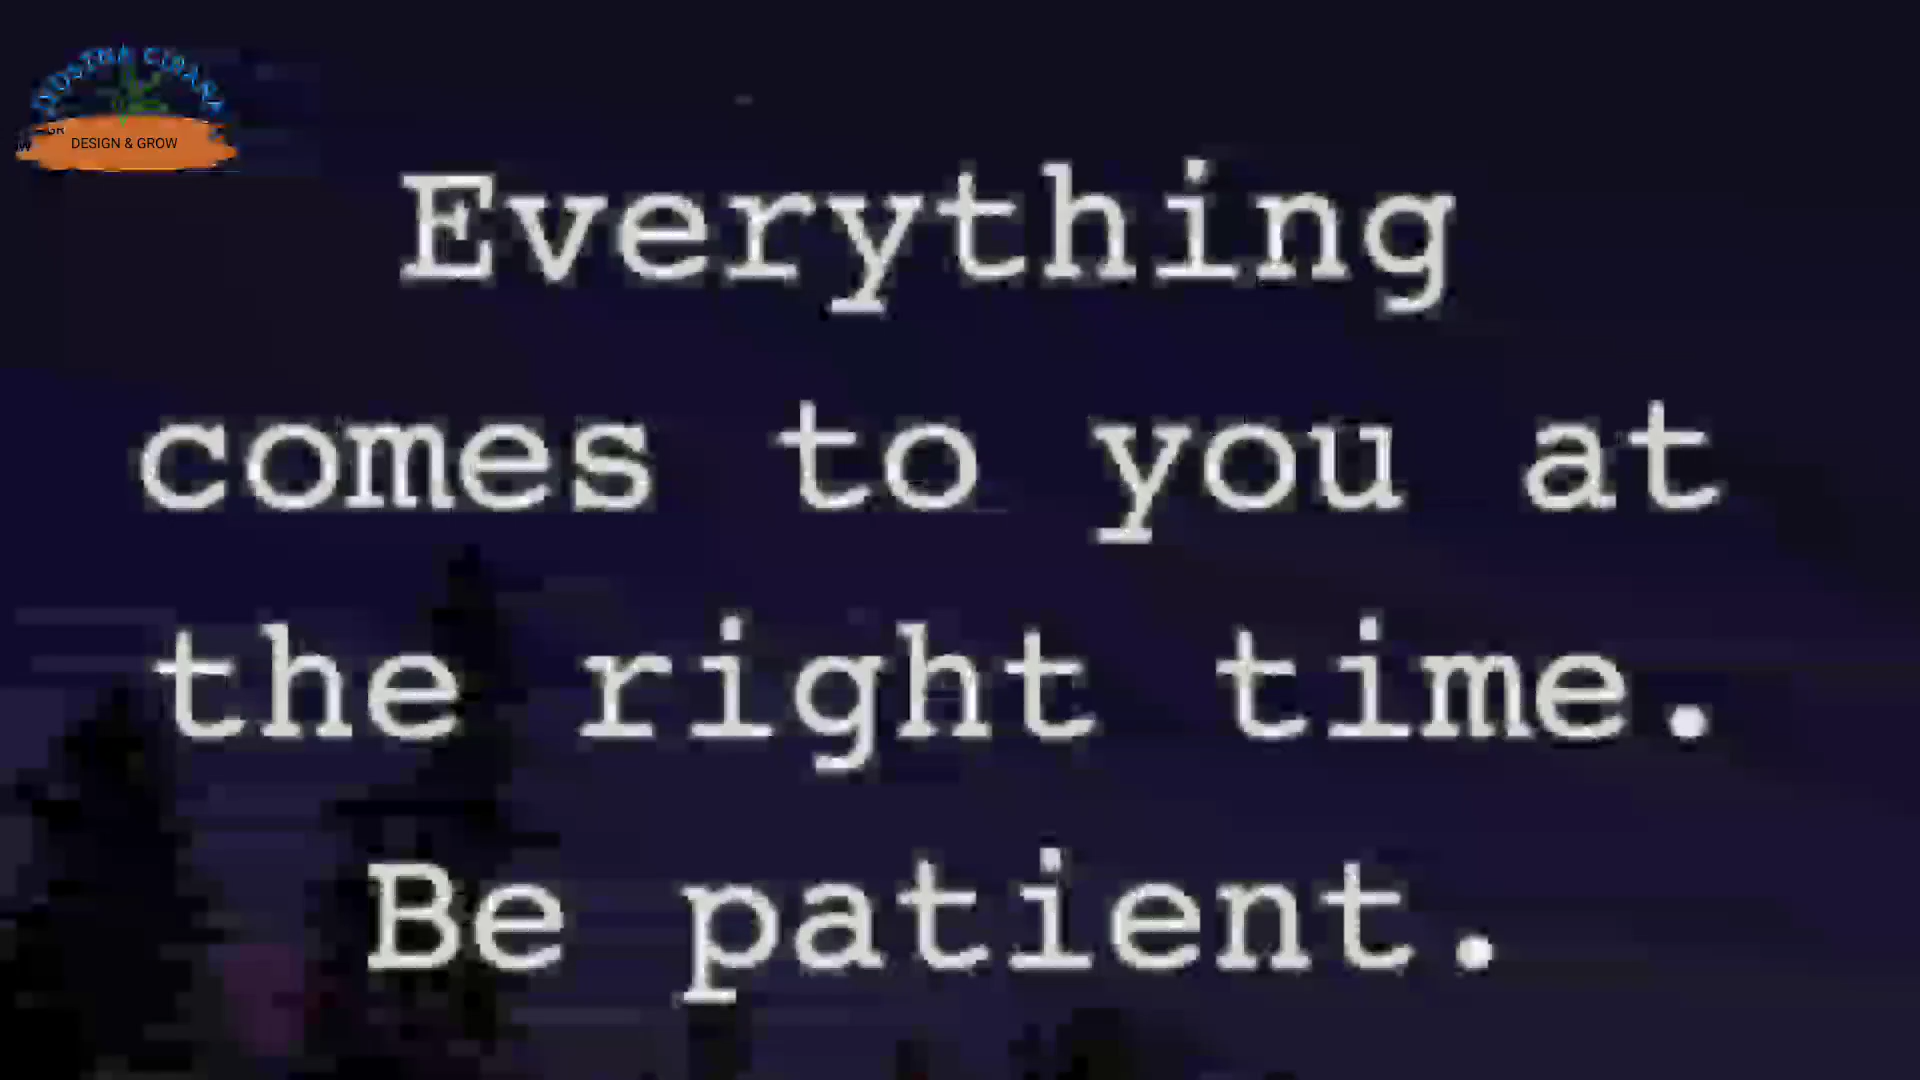 DESIGN & GROW
Everything
comes to you at
the right time.
Be patient.